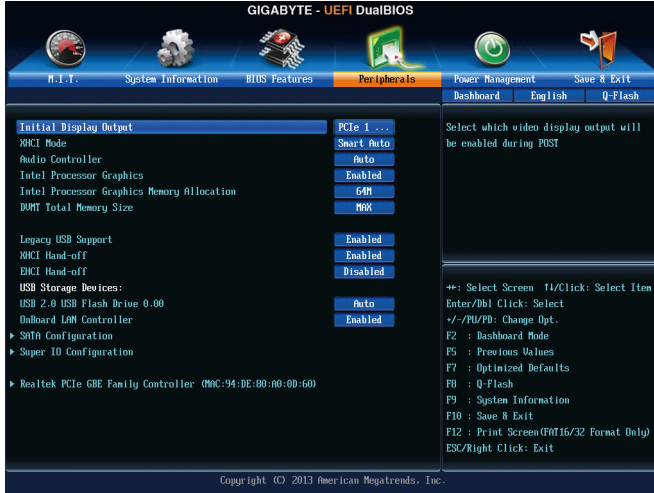 GIGABYTE - UEFI DualBIOS
M.I.T. System Information BIOS Features Peripherals Power Management Save & Exit
Dashboard English Q-Flash
Initial Display Output PCIe 1 ...
XHCI Mode Smart Auto
Audio Controller Auto
Intel Processor Graphics Enabled
Intel Processor Graphics Memory Allocation 64M
DVMT Total Memory Size MAX
Legacy USB Support Enabled
XHCI Hand-off Enabled
EHCI Hand-off Disabled
USB Storage Devices:
USB 2.0 USB Flash Drive 0.00 Auto
OnBoard LAN Controller Enabled
SATA Configuration
Super IO Configuration
Realtek PCIe GBE Family Controller (MAC:94:DE:80:A0:0D:60)
Select which video display output will
be enabled during POST
→←: Select Screen ↑↓/Click: Select Item
Enter/Dbl Click: Select
+/-/PU/PD: Change Opt.
F2 : Dashboard Mode
F5 : Previous Values
F7 : Optimized Defaults
F8 : Q-Flash
F9 : System Information
F10 : Save & Exit
F12 : Print Screen(FAT16/32 Format Only)
ESC/Right Click: Exit
Copyright (C) 2013 American Megatrends, Inc.